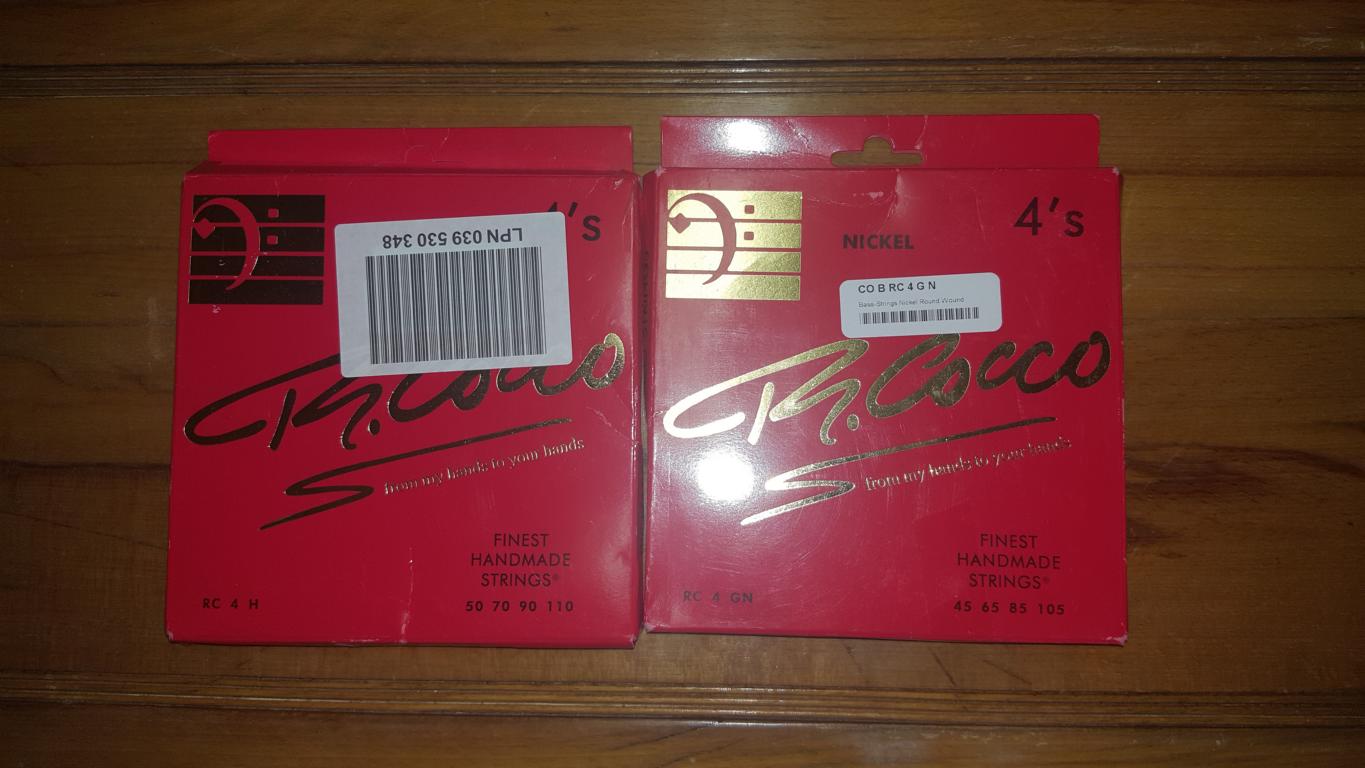 LPN 039 530 348
4's
R. Cocco
from my hands to your hands
FINEST
HANDMADE
STRINGS®
RC 4 H
50 70 90 110
4's
NICKEL
CO B RC 4 G N
Bass-Strings Nickel Round Wound
R. Cocco
from my hands to your hands
FINEST
HANDMADE
STRINGS®
RC 4 GN
45 65 85 105